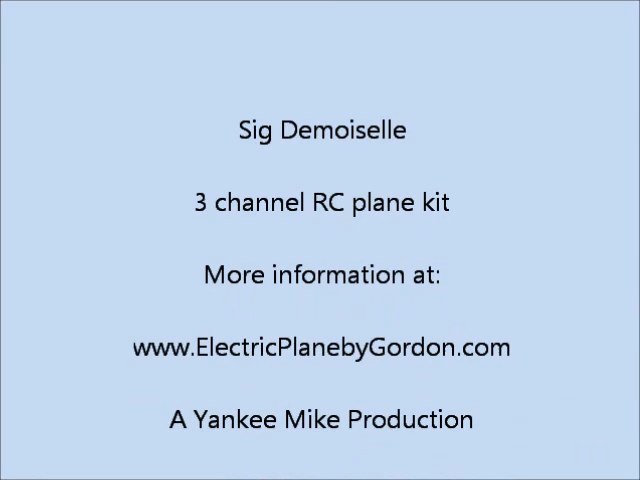 Sig Demoiselle
3 channel RC plane kit
More information at:
www.ElectricPlanebyGordon.com
A Yankee Mike Production